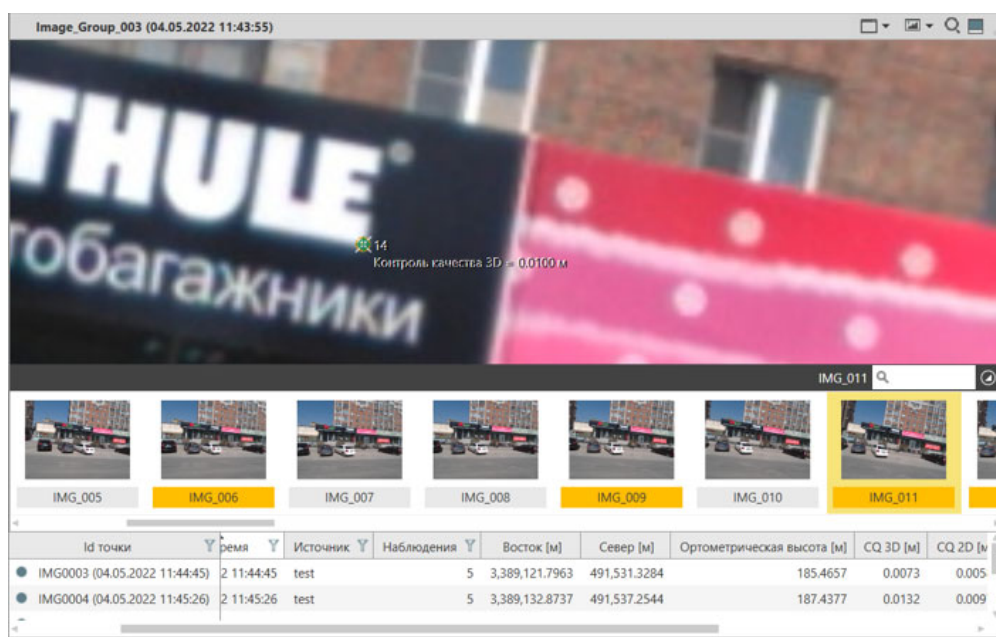 Image_Group_003 (04.05.2022 11:43:55)
THULE®
тобагажники
14
Контроль качества 3D = 0.0100 м
IMG_011
IMG_005 IMG_006 IMG_007 IMG_008 IMG_009 IMG_010 IMG_011
Id точки ремя Источник Наблюдения Восток [м] Север [м] Ортометрическая высота [м] CQ 3D [м] CQ 2D [м
IMG0003 (04.05.2022 11:44:45) 2 11:44:45 test 5 3,389,121.7963 491,531.3284 185.4657 0.0073 0.005
IMG0004 (04.05.2022 11:45:26) 2 11:45:26 test 5 3,389,132.8737 491,537.2544 187.4377 0.0132 0.009